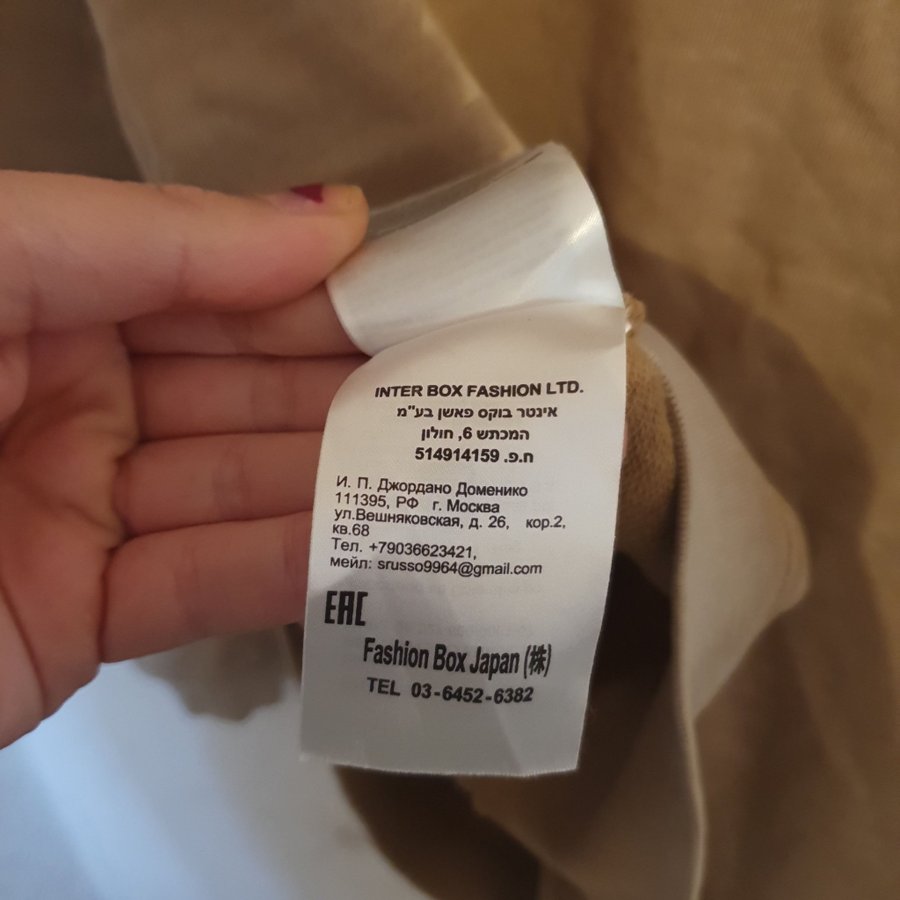 INTER BOX FASHION LTD.
אינטר בוקס פאשן בע"מ
המכתש 6, חולון
ח.פ. 514914159
И. П. Джордано Доменико
111395, РФ г. Москва
ул.Вешняковская, д. 26, кор.2,
кв.68
Тел. +79036623421,
мейл: srusso9964@gmail.com
EAC
Fashion Box Japan (株)
TEL 03-6452-6382